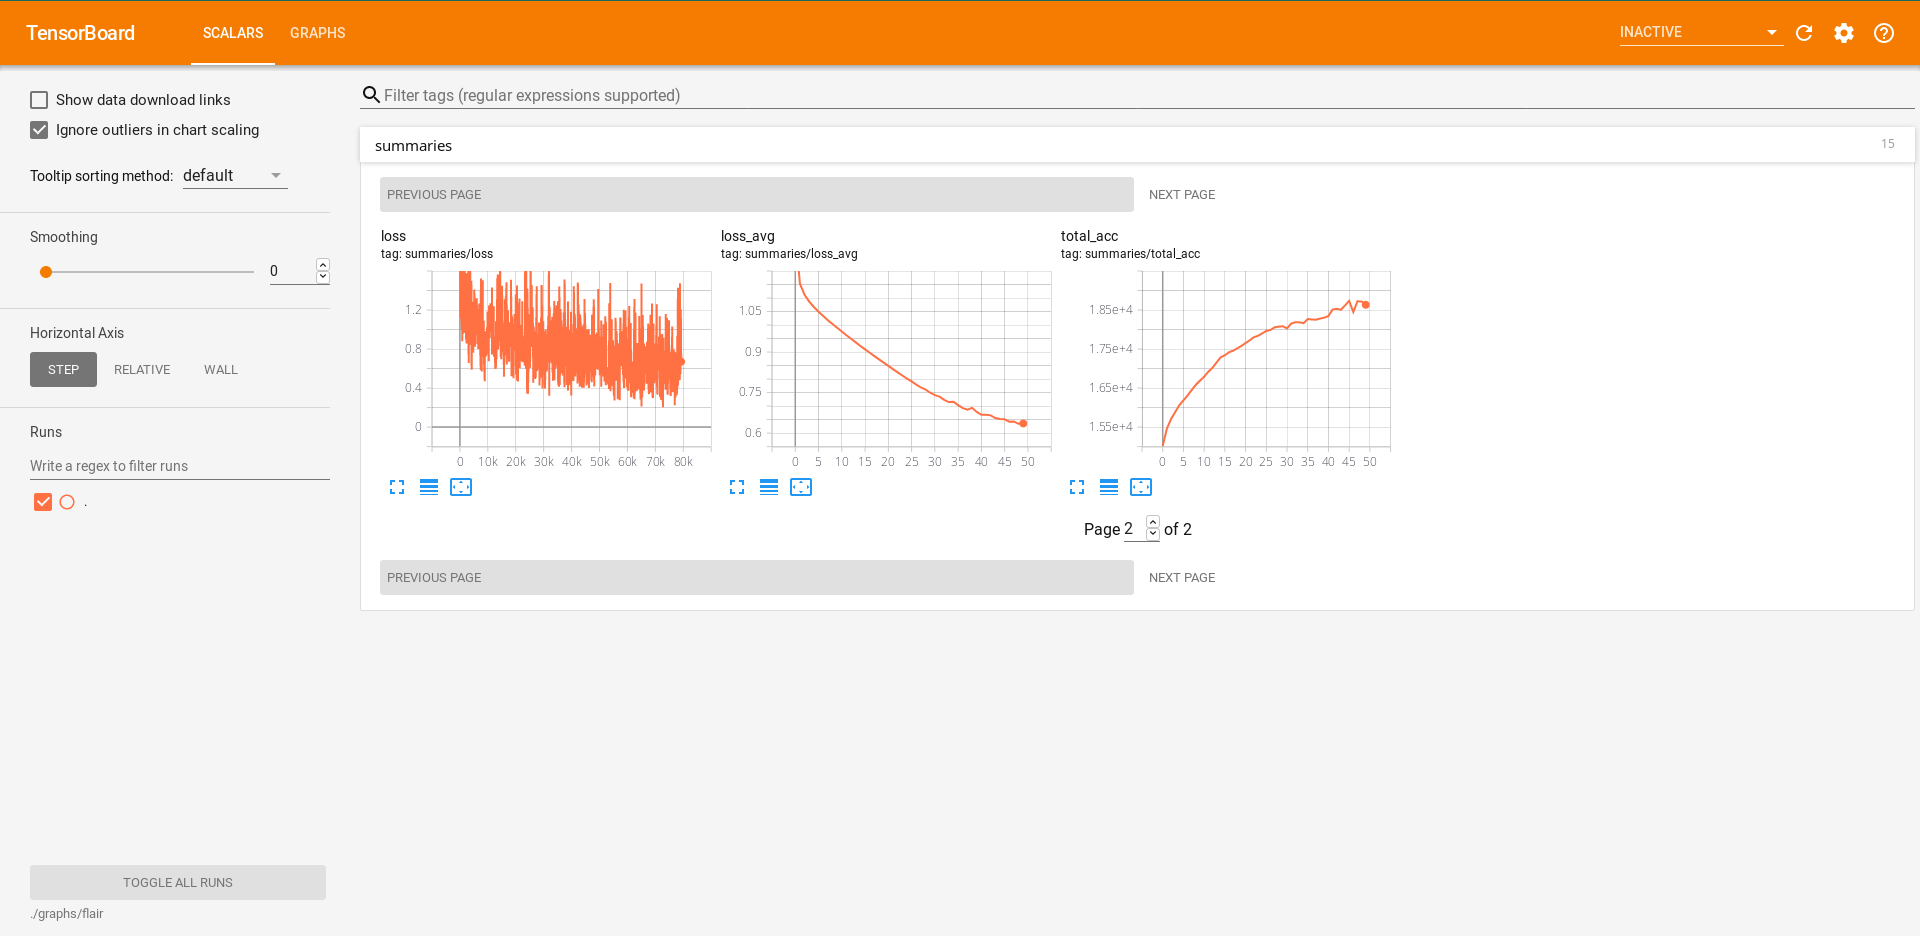 TensorBoard
SCALARS
GRAPHS
INACTIVE
Show data download links
Ignore outliers in chart scaling
Tooltip sorting method: default
Smoothing
0
Horizontal Axis
STEP
RELATIVE
WALL
Runs
Write a regex to filter runs
.
TOGGLE ALL RUNS
./graphs/flair
Filter tags (regular expressions supported)
summaries
15
PREVIOUS PAGE
NEXT PAGE
loss
tag: summaries/loss
1.2
0.8
0.4
0
0 10k 20k 30k 40k 50k 60k 70k 80k
loss_avg
tag: summaries/loss_avg
1.05
0.9
0.75
0.6
0 5 10 15 20 25 30 35 40 45 50
total_acc
tag: summaries/total_acc
1.85e+4
1.75e+4
1.65e+4
1.55e+4
0 5 10 15 20 25 30 35 40 45 50
Page 2 of 2
PREVIOUS PAGE
NEXT PAGE